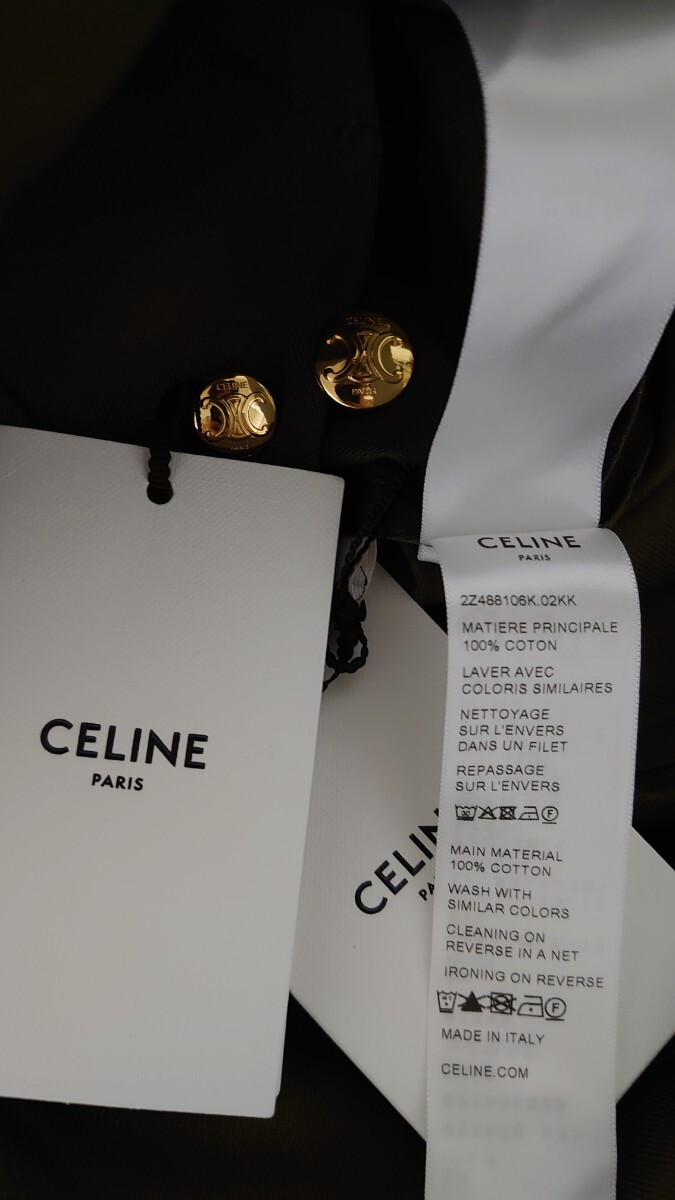 CELINE
PARIS
CELINE
CELINE
PARIS
CELINE
PARIS
2Z488106K.02KK
MATIERE PRINCIPALE
100% COTON
LAVER AVEC
COLORIS SIMILAIRES
NETTOYAGE
SUR L'ENVERS
DANS UN FILET
REPASSAGE
SUR L'ENVERS
MAIN MATERIAL
100% COTTON
WASH WITH
SIMILAR COLORS
CLEANING ON
REVERSE IN A NET
IRONING ON REVERSE
MADE IN ITALY
CELINE.COM